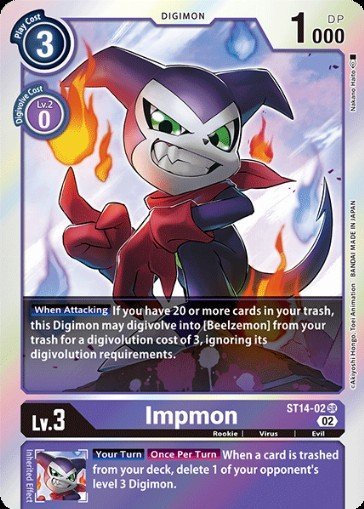 DIGIMON
Play Cost
3
DP
1000
Digivolve Cost
Lv.2
0
Nakano Haito
When Attacking If you have 20 or more cards in your trash,
this Digimon may digivolve into [Beelzemon] from your
trash for a digivolution cost of 3, ignoring its
digivolution requirements.
©Akiyoshi Hongo, Toei Animation BANDAI MADE IN JAPAN
Lv.3
Impmon
ST14-02 SR
02
Rookie Virus Evil
Inherited Effect
Your Turn Once Per Turn When a card is trashed
from your deck, delete 1 of your opponent's
level 3 Digimon.